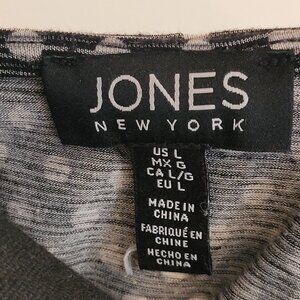 JONES
NEW YORK
US L
MX G
CA L/G
EU L
MADE IN
CHINA
FABRIQUÉ EN
CHINE
HECHO EN
CHINA